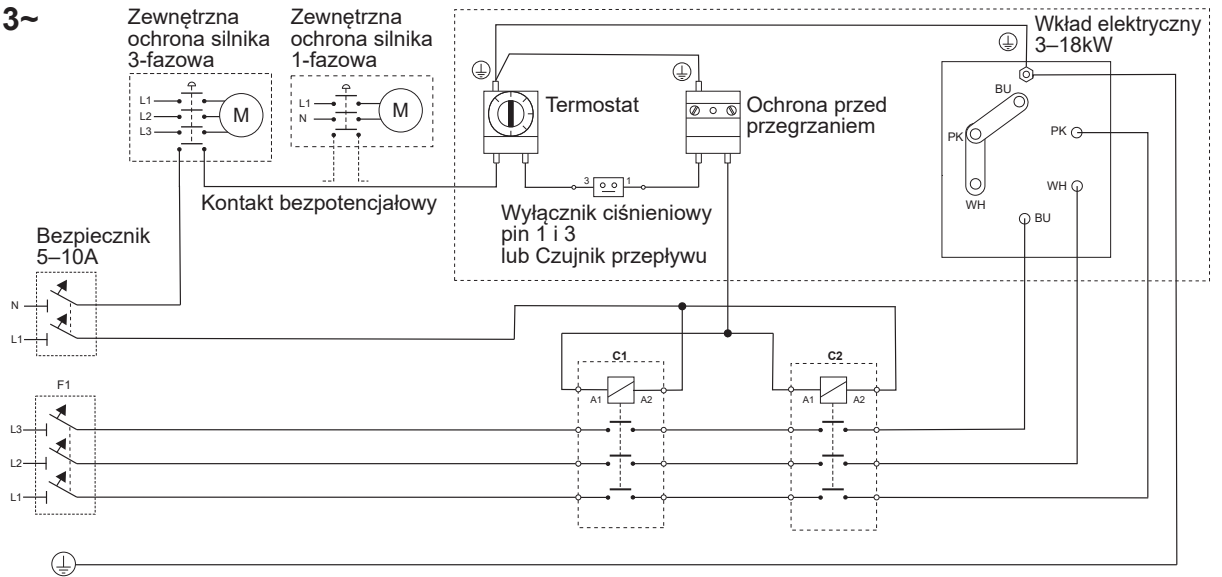 3~
Zewnętrzna
ochrona silnika
3-fazowa
Zewnętrzna
ochrona silnika
1-fazowa
Wkład elektryczny
3–18kW
L1
L2
L3
M
L1
N
M
Termostat
Ochrona przed
przegrzaniem
BU
PK
PK
WH
WH
BU
3
1
Kontakt bezpotencjałowy
Wyłącznik ciśnieniowy
pin 1 i 3
lub Czujnik przepływu
Bezpiecznik
5–10A
N
L1
C1
C2
A1
A2
A1
A2
F1
L3
L2
L1